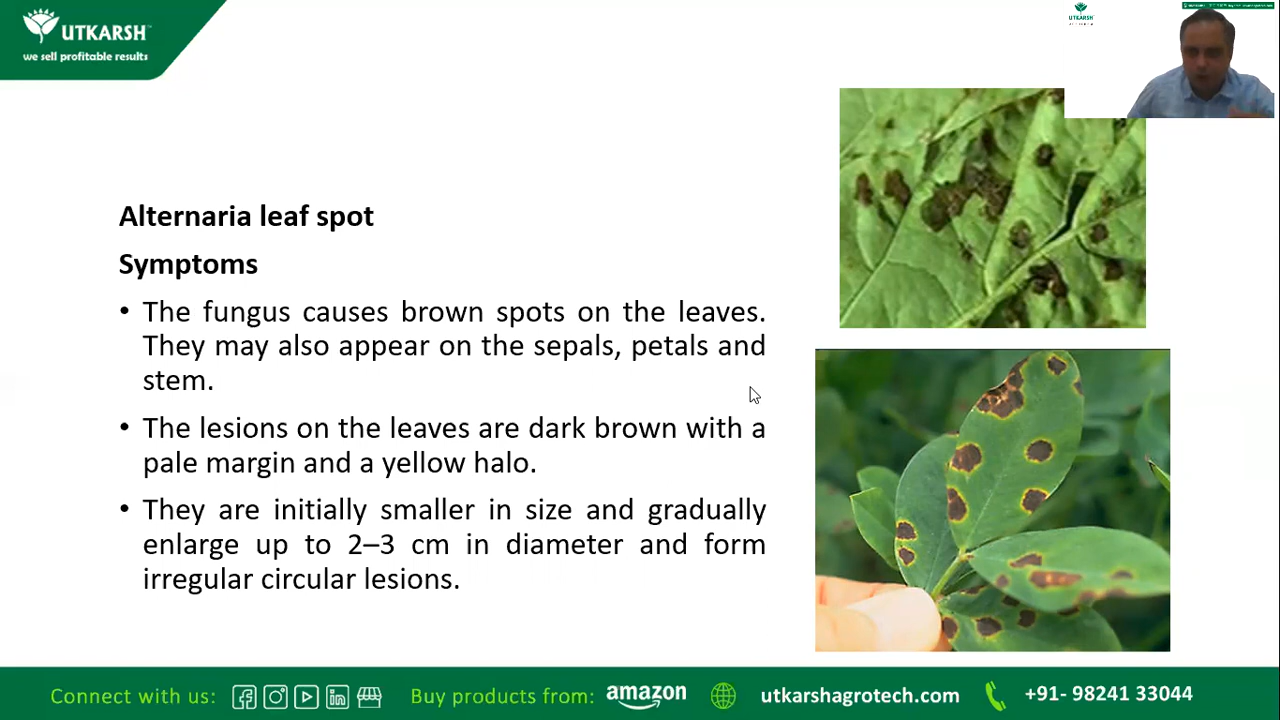 UTKARSH
we sell profitable results
UTKARSH
Alternaria leaf spot
Symptoms
• The fungus causes brown spots on the leaves.
They may also appear on the sepals, petals and
stem.
• The lesions on the leaves are dark brown with a
pale margin and a yellow halo.
• They are initially smaller in size and gradually
enlarge up to 2–3 cm in diameter and form
irregular circular lesions.
Connect with us: Buy products from: amazon utkarshagrotech.com +91- 98241 33044